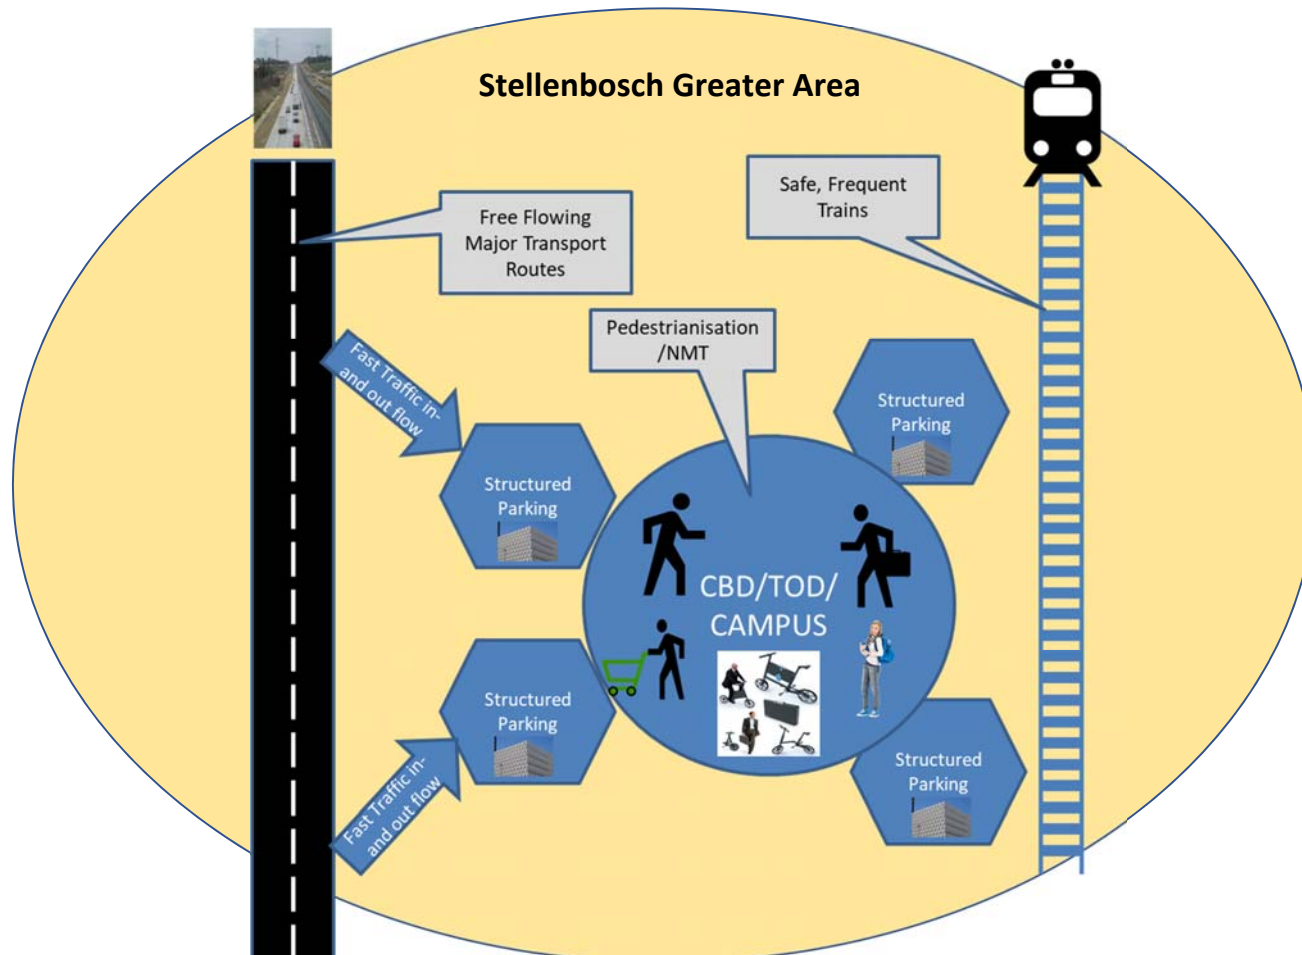 Stellenbosch Greater Area
Safe, Frequent
Trains
Free Flowing
Major Transport
Routes
Pedestrianisation
/NMT
Fast Traffic in-
and out flow
Structured
Parking
Structured
Parking
CBD/TOD/
CAMPUS
Structured
Parking
Structured
Parking
Fast Traffic in-
and out flow